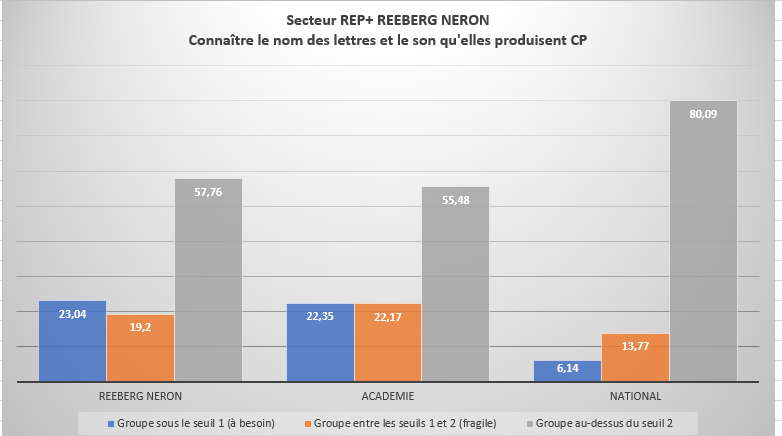 Secteur REP+ REEBERG NERON
Connaître le nom des lettres et le son qu'elles produisent CP
80,09
57,76
55,48
23,04
19,2
22,35
22,17
6,14
13,77
REEBERG NERON
ACADEMIE
NATIONAL
Groupe sous le seuil 1 (à besoin)
Groupe entre les seuils 1 et 2 (fragile)
Groupe au-dessus du seuil 2